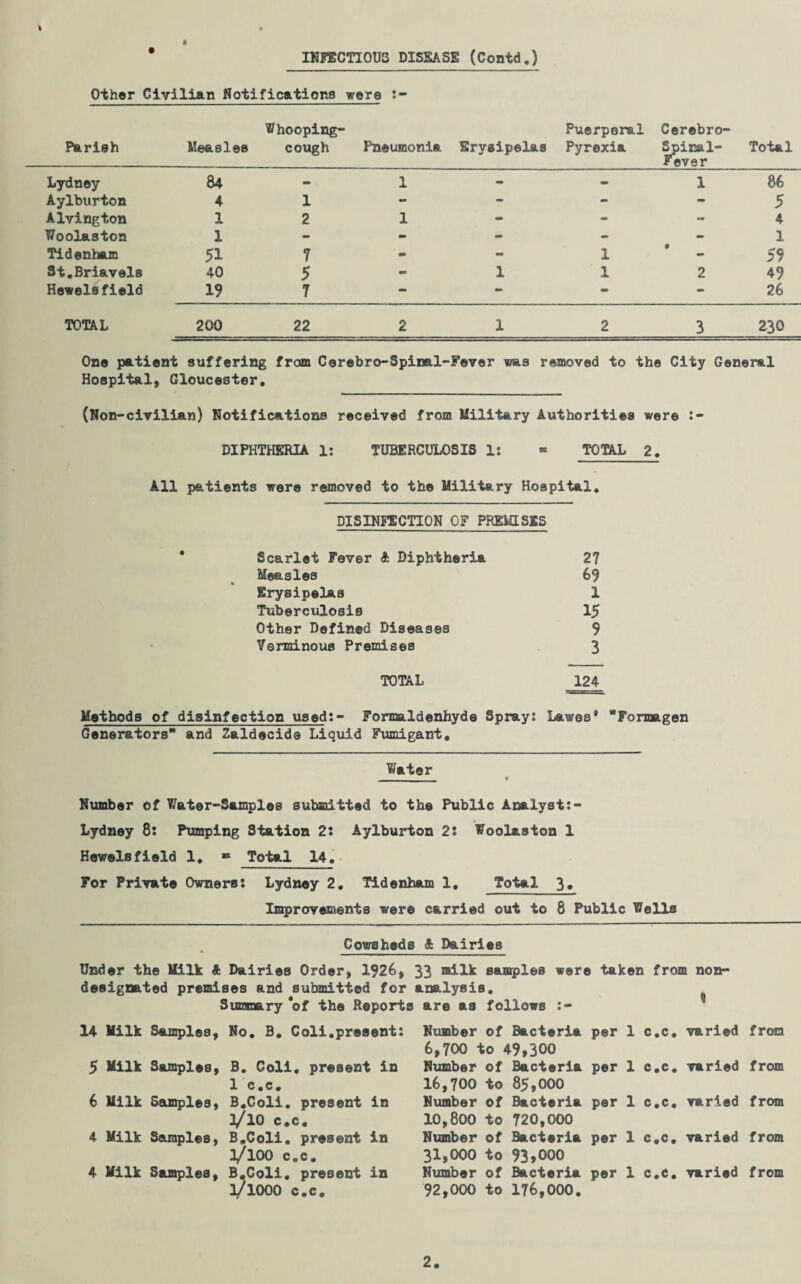 INFECTIOUS DISEASE (Contd.)
Other Civilian Notifications were :-
Parish Measles Whooping-cough Pneumonia Erysipelas Puerperal Pyrexia Cerebro-Spinal-Fever Total
Lydney 84 - 1 - - 1 86
Aylburton 4 1 - - - - 5
Alvington 1 2 1 - - - 4
Woolaston 1 - - - - - 1
Tidenham 51 7 - - 1 - 59
St.Briavels 40 5 - 1 1 2 49
Hewelsfield 19 7 - - - - 26
TOTAL 200 22 2 1 2 3 230
One patient suffering from Cerebro-Spinal-Fever was removed to the City General
Hospital, Gloucester.
(Non-civilian) Notifications received from Military Authorities were :-
DIPHTHERIA 1: TUBERCULOSIS 1: = TOTAL 2.
All patients were removed to the Military Hospital.
DISINFECTION OF PREMISES
Scarlet Fever & Diphtheria 27
Measles 69
Erysipelas 1
Tuberculosis 15
Other Defined Diseases 9
Verminous Premises 3
TOTAL 124
Methods of disinfection used:- Formaldenhyde Spray: Lawes' "Formagen
Generators" and Zaldecide Liquid Fumigant.
Water
Number of Water-Samples submitted to the Public Analyst:-
Lydney 8: Pumping Station 2: Aylburton 2: Woolaston 1
Hewelsfield 1. = Total 14.
For Private Owners: Lydney 2. Tidenham 1. Total 3.
Improvements were carried out to 8 Public Wells
Cowsheds & Dairies
Under the Milk & Dairies Order, 1926, 33 milk samples were taken from non-
designated premises and submitted for analysis.
Summary of the Reports are as follows :-
14 Milk Samples, No. B. Coli.present: Number of Bacteria per 1 c.c. varied from
6,700 to 49,300
5 Milk Samples, B. Coli. present in Number of Bacteria per 1 c.c. varied from
1 c.c. 16,700 to 85,000
6 Milk Samples, B.Coli. present in Number of Bacteria per 1 c.c. varied from
1/10 c.c. 10,800 to 720,000
4 Milk Samples, B.Coli. present in Number of Bacteria per 1 c.c. varied from
1/100 c.c. 31,000 to 93,000
4 Milk Samples, B.Coli. present in Number of Bacteria per 1 c.c. varied from
1/1000 c.c. 92,000 to 176,000.
2.